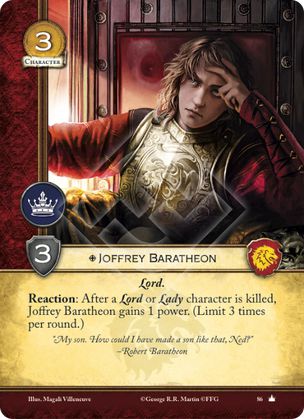 3
CHARACTER
3
JOFFREY BARATHEON
Lord.
Reaction: After a Lord or Lady character is killed,
Joffrey Baratheon gains 1 power. (Limit 3 times
per round.)
"My son. How could I have made a son like that, Ned?"
–Robert Baratheon
Illus. Magali Villeneuve ©George R.R. Martin ©FFG 86